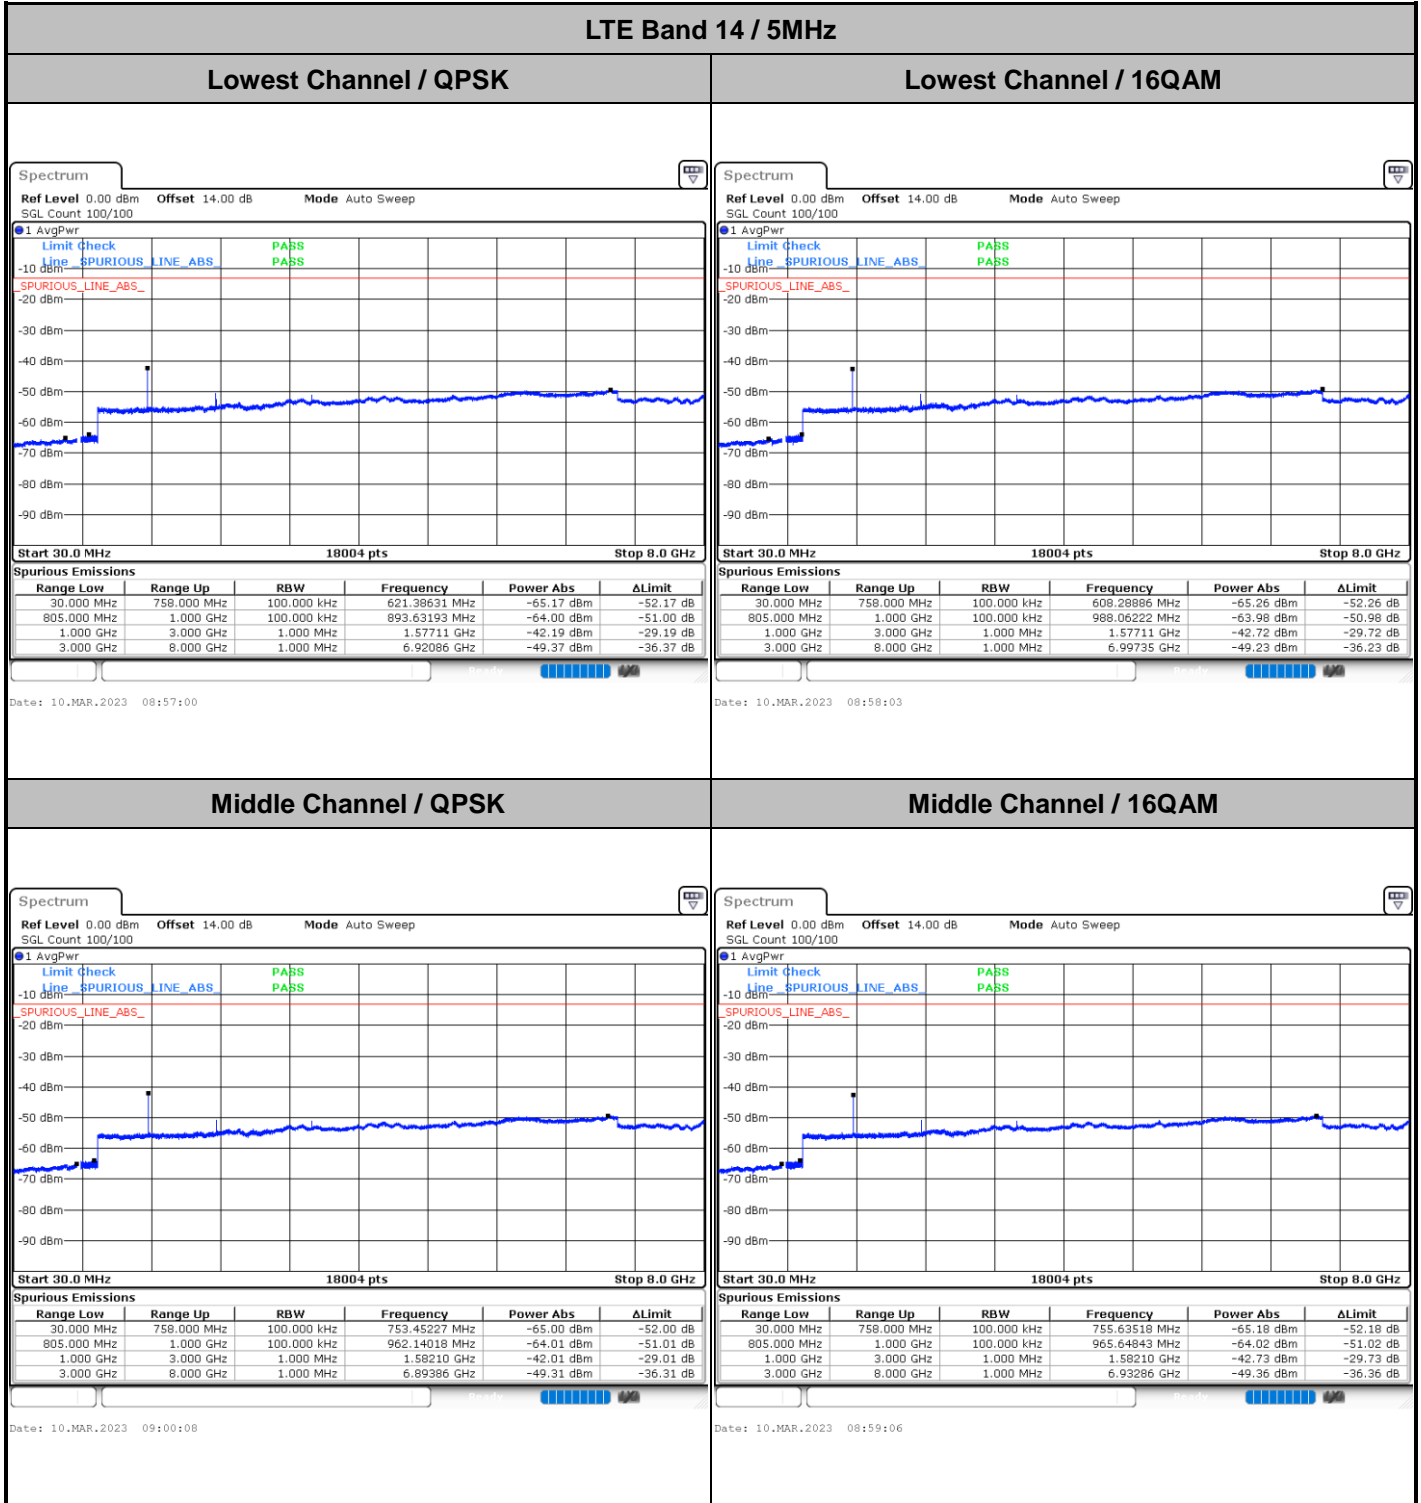 LTE Band 14 / 5MHz
Lowest Channel / QPSK
Lowest Channel / 16QAM
Spectrum
Ref Level 0.00 dBm Offset 14.00 dB Mode Auto Sweep
SGL Count 100/100
1 AvgPwr
Limit Check PASS
Line _SPURIOUS_LINE_ABS_ PASS
-10 dBm
_SPURIOUS_LINE_ABS_
-20 dBm
-30 dBm
-40 dBm
-50 dBm
-60 dBm
-70 dBm
-80 dBm
-90 dBm
Start 30.0 MHz 18004 pts Stop 8.0 GHz
Spurious Emissions
Range Low Range Up RBW Frequency Power Abs ΔLimit
30.000 MHz 758.000 MHz 100.000 kHz 621.38631 MHz -65.17 dBm -52.17 dB
805.000 MHz 1.000 GHz 100.000 kHz 893.63193 MHz -64.00 dBm -51.00 dB
1.000 GHz 3.000 GHz 1.000 MHz 1.57711 GHz -42.19 dBm -29.19 dB
3.000 GHz 8.000 GHz 1.000 MHz 6.92086 GHz -49.37 dBm -36.37 dB
Date: 10.MAR.2023 08:57:00
Spectrum
Ref Level 0.00 dBm Offset 14.00 dB Mode Auto Sweep
SGL Count 100/100
1 AvgPwr
Limit Check PASS
Line _SPURIOUS_LINE_ABS_ PASS
-10 dBm
_SPURIOUS_LINE_ABS_
-20 dBm
-30 dBm
-40 dBm
-50 dBm
-60 dBm
-70 dBm
-80 dBm
-90 dBm
Start 30.0 MHz 18004 pts Stop 8.0 GHz
Spurious Emissions
Range Low Range Up RBW Frequency Power Abs ΔLimit
30.000 MHz 758.000 MHz 100.000 kHz 608.28886 MHz -65.26 dBm -52.26 dB
805.000 MHz 1.000 GHz 100.000 kHz 988.06222 MHz -63.98 dBm -50.98 dB
1.000 GHz 3.000 GHz 1.000 MHz 1.57711 GHz -42.72 dBm -29.72 dB
3.000 GHz 8.000 GHz 1.000 MHz 6.99735 GHz -49.23 dBm -36.23 dB
Date: 10.MAR.2023 08:58:03
Middle Channel / QPSK
Middle Channel / 16QAM
Spectrum
Ref Level 0.00 dBm Offset 14.00 dB Mode Auto Sweep
SGL Count 100/100
1 AvgPwr
Limit Check PASS
Line _SPURIOUS_LINE_ABS_ PASS
-10 dBm
_SPURIOUS_LINE_ABS_
-20 dBm
-30 dBm
-40 dBm
-50 dBm
-60 dBm
-70 dBm
-80 dBm
-90 dBm
Start 30.0 MHz 18004 pts Stop 8.0 GHz
Spurious Emissions
Range Low Range Up RBW Frequency Power Abs ΔLimit
30.000 MHz 758.000 MHz 100.000 kHz 753.45227 MHz -65.00 dBm -52.00 dB
805.000 MHz 1.000 GHz 100.000 kHz 962.14018 MHz -64.01 dBm -51.01 dB
1.000 GHz 3.000 GHz 1.000 MHz 1.58210 GHz -42.01 dBm -29.01 dB
3.000 GHz 8.000 GHz 1.000 MHz 6.89386 GHz -49.31 dBm -36.31 dB
Date: 10.MAR.2023 09:00:08
Spectrum
Ref Level 0.00 dBm Offset 14.00 dB Mode Auto Sweep
SGL Count 100/100
1 AvgPwr
Limit Check PASS
Line _SPURIOUS_LINE_ABS_ PASS
-10 dBm
_SPURIOUS_LINE_ABS_
-20 dBm
-30 dBm
-40 dBm
-50 dBm
-60 dBm
-70 dBm
-80 dBm
-90 dBm
Start 30.0 MHz 18004 pts Stop 8.0 GHz
Spurious Emissions
Range Low Range Up RBW Frequency Power Abs ΔLimit
30.000 MHz 758.000 MHz 100.000 kHz 755.63518 MHz -65.18 dBm -52.18 dB
805.000 MHz 1.000 GHz 100.000 kHz 965.64843 MHz -64.02 dBm -51.02 dB
1.000 GHz 3.000 GHz 1.000 MHz 1.58210 GHz -42.73 dBm -29.73 dB
3.000 GHz 8.000 GHz 1.000 MHz 6.93286 GHz -49.36 dBm -36.36 dB
Date: 10.MAR.2023 08:59:06